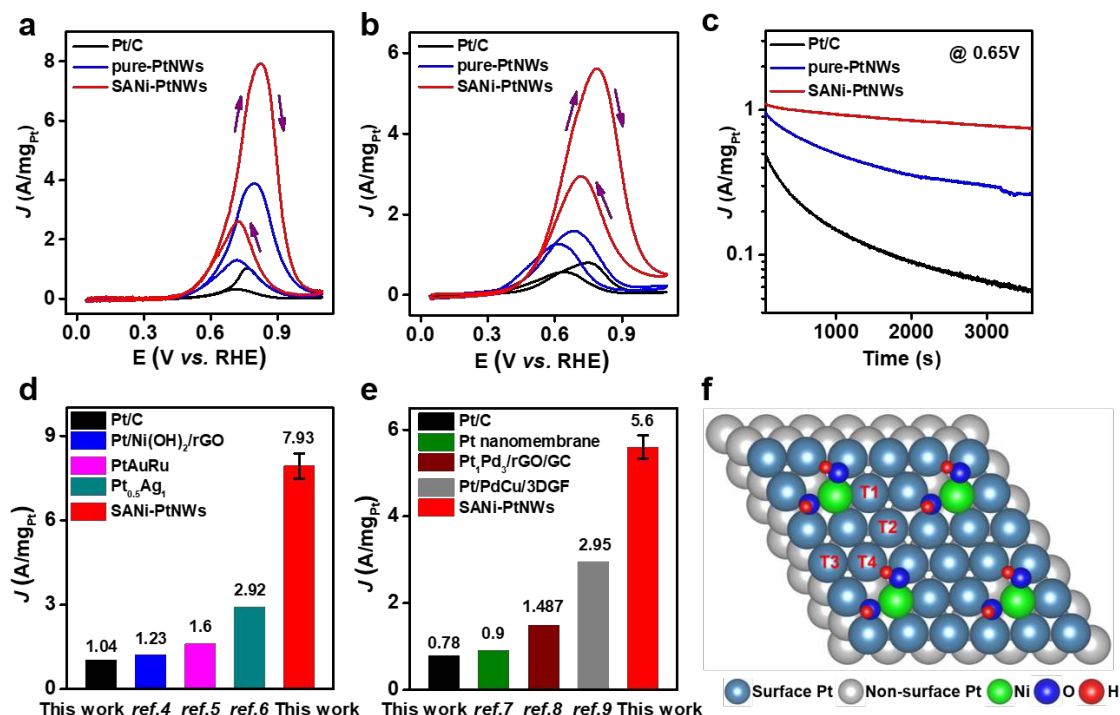 a
Pt/C
pure-PtNWs
SANi-PtNWs
8
6
4
2
0
J (A/mgPt)
0.0 0.3 0.6 0.9
E (V vs. RHE)
b
Pt/C
pure-PtNWs
SANi-PtNWs
6
4
2
0
J (A/mgPt)
0.0 0.3 0.6 0.9
E (V vs. RHE)
c
Pt/C
pure-PtNWs
SANi-PtNWs
@ 0.65V
1
0.1
J (A/mgPt)
1000 2000 3000
Time (s)
d
Pt/C
Pt/Ni(OH)2/rGO
PtAuRu
Pt0.5Ag1
SANi-PtNWs
9
6
3
0
J (A/mgPt)
1.04
1.23
1.6
2.92
7.93
This work ref.4 ref.5 ref.6 This work
e
Pt/C
Pt nanomembrane
Pt1Pd3/rGO/GC
Pt/PdCu/3DGF
SANi-PtNWs
6
4
2
0
J (A/mgPt)
0.78
0.9
1.487
2.95
5.6
This work ref.7 ref.8 ref.9 This work
f
T1
T2
T3 T4
Surface Pt Non-surface Pt Ni O H